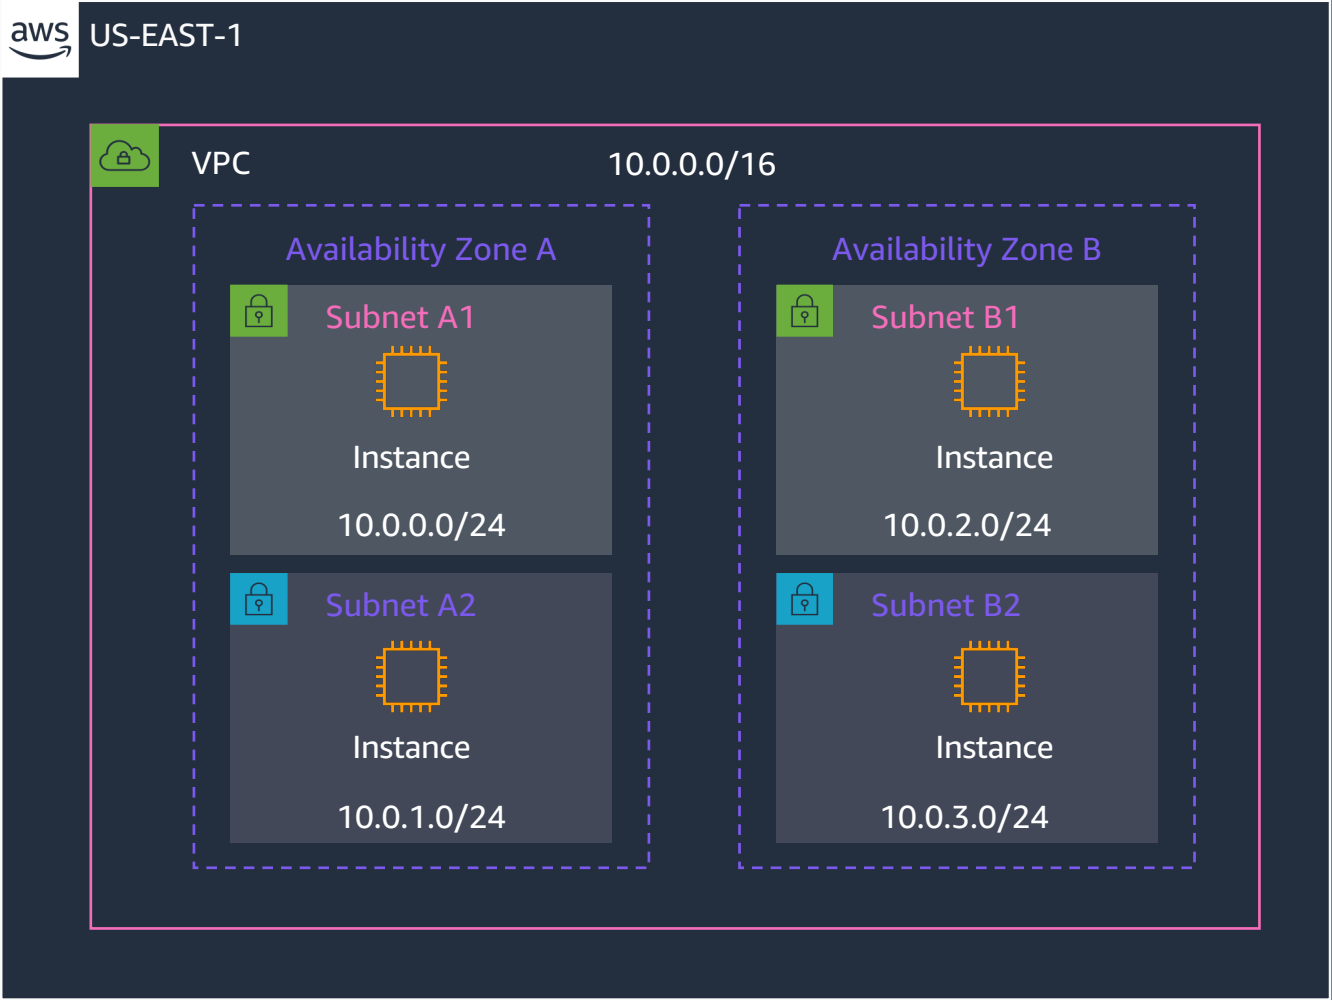 aws
US-EAST-1
VPC
10.0.0.0/16
Availability Zone A
Subnet A1
Instance
10.0.0.0/24
Subnet A2
Instance
10.0.1.0/24
Availability Zone B
Subnet B1
Instance
10.0.2.0/24
Subnet B2
Instance
10.0.3.0/24